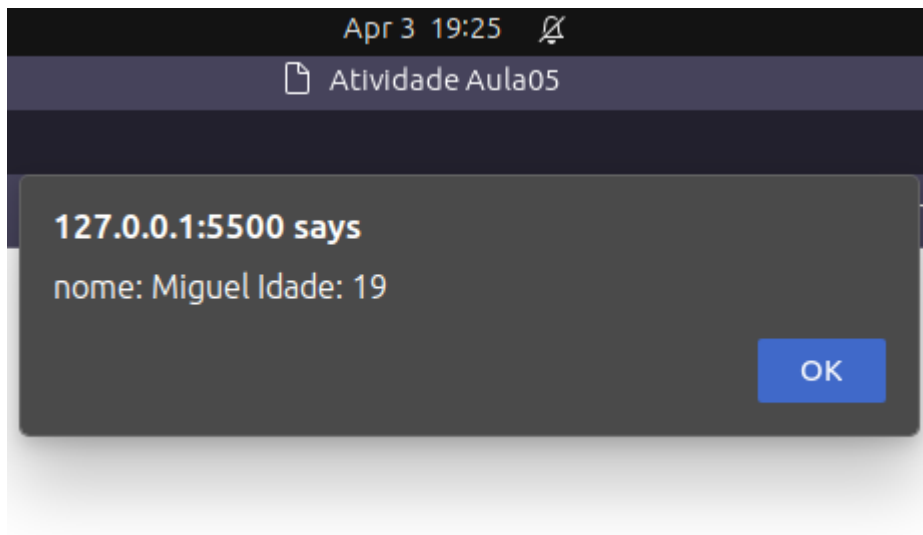 Apr 3 19:25
Atividade Aula05
127.0.0.1:5500 says
nome: Miguel Idade: 19
OK